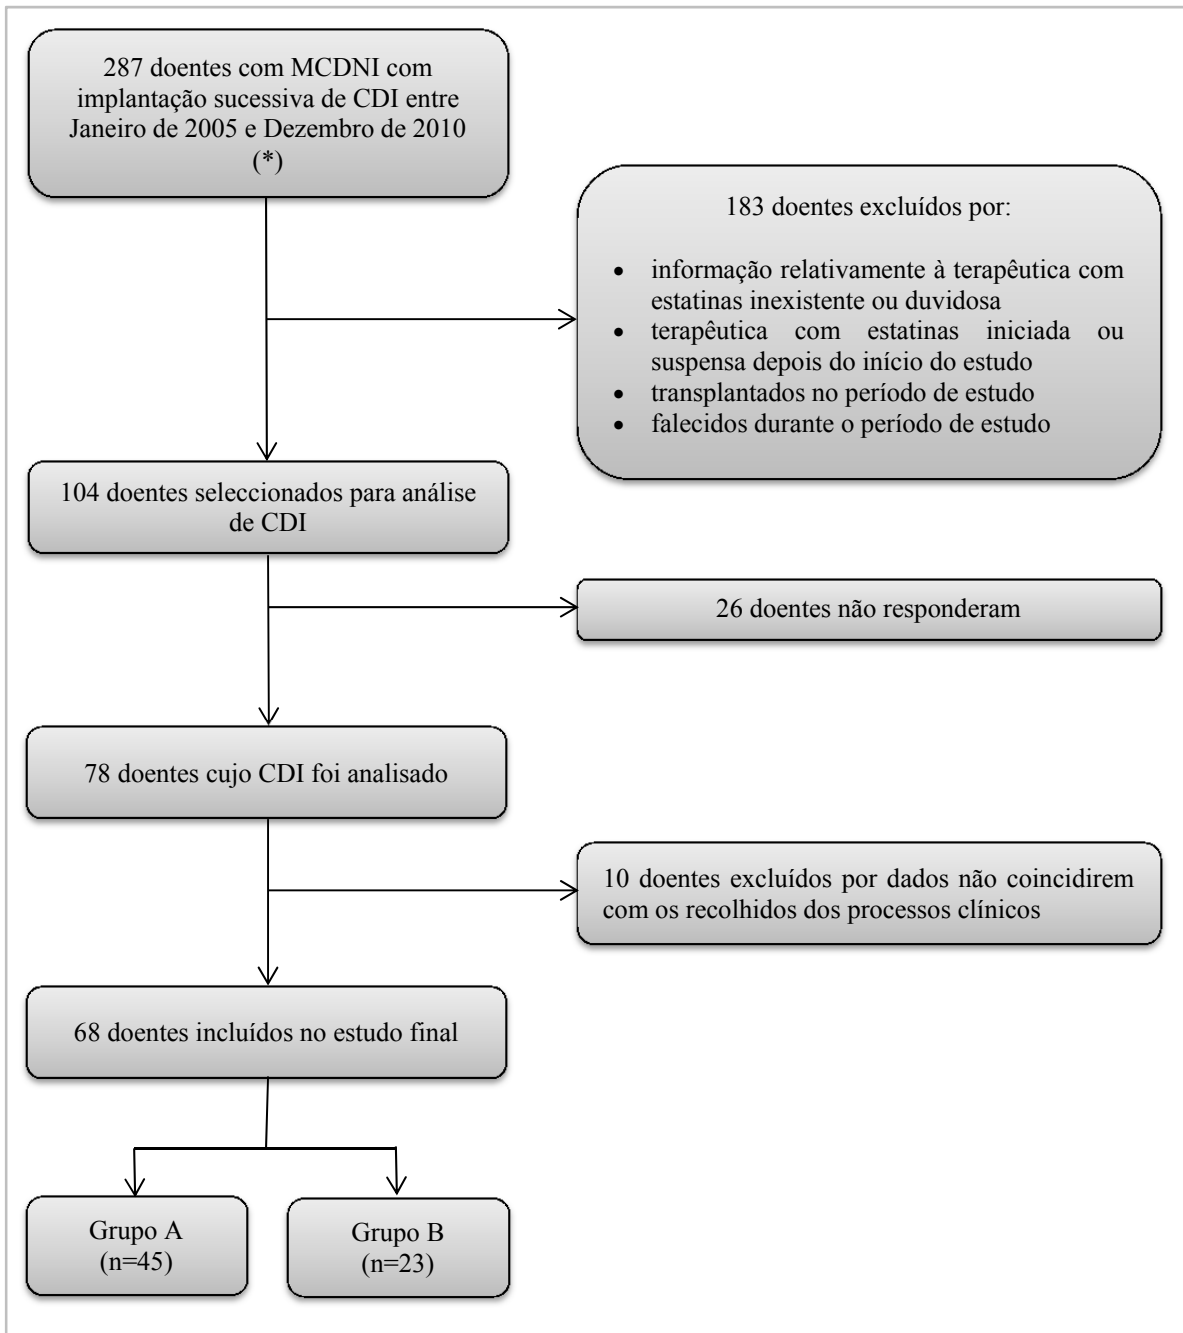 287 doentes com MCDNI com
implantação sucessiva de CDI entre
Janeiro de 2005 e Dezembro de 2010
(*)
183 doentes excluídos por:
• informação relativamente à terapêutica com
estatinas inexistente ou duvidosa
• terapêutica com estatinas iniciada ou
suspensa depois do início do estudo
• transplantados no período de estudo
• falecidos durante o período de estudo
104 doentes seleccionados para análise
de CDI
26 doentes não responderam
78 doentes cujo CDI foi analisado
10 doentes excluídos por dados não coincidirem
com os recolhidos dos processos clínicos
68 doentes incluídos no estudo final
Grupo A
(n=45)
Grupo B
(n=23)